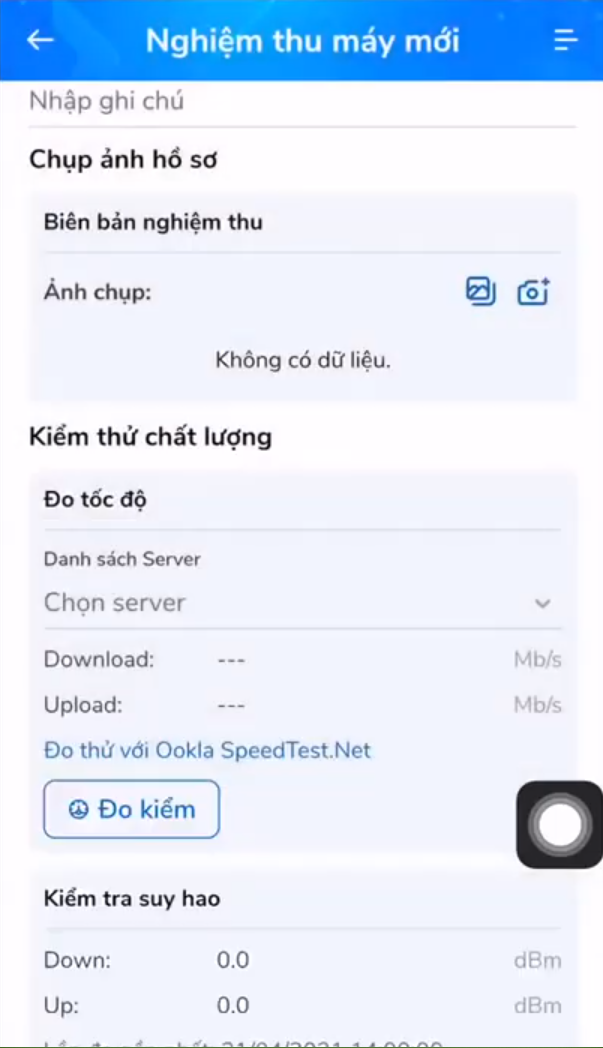 Nghiệm thu máy mới
Nhập ghi chú
Chụp ảnh hồ sơ
Biên bản nghiệm thu
Ảnh chụp:
Không có dữ liệu.
Kiểm thử chất lượng
Đo tốc độ
Danh sách Server
Chọn server
Download: --- Mb/s
Upload: --- Mb/s
Đo thử với Ookla SpeedTest.Net
Đo kiểm
Kiểm tra suy hao
Down: 0.0 dBm
Up: 0.0 dBm